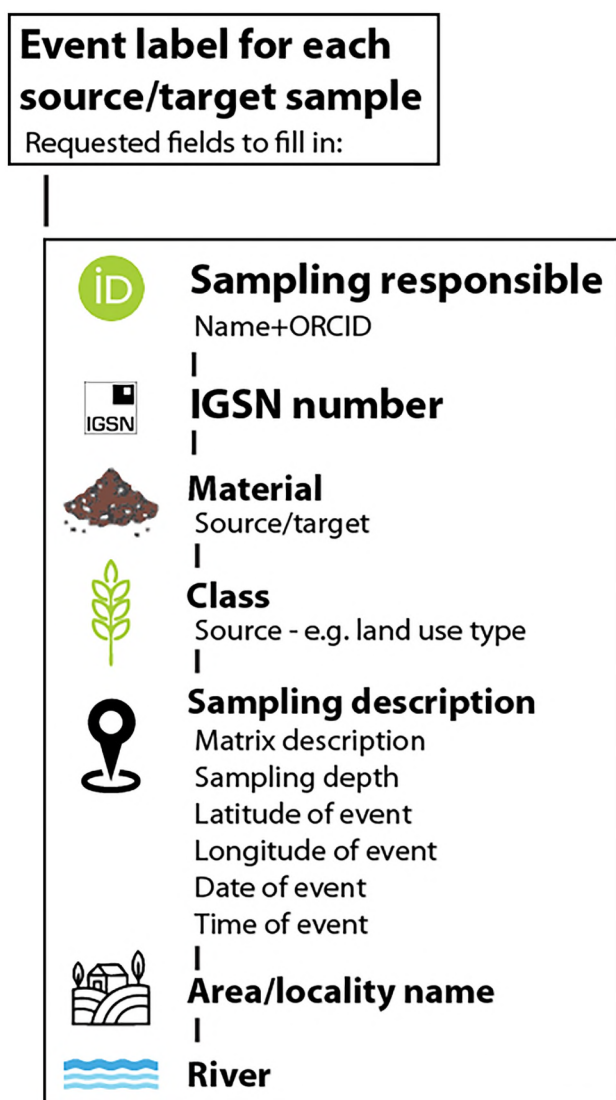 Event label for each
source/target sample
Requested fields to fill in:
iD
Sampling responsible
Name+ORCID
IGSN
IGSN number
Material
Source/target
Class
Source - e.g. land use type
Sampling description
Matrix description
Sampling depth
Latitude of event
Longitude of event
Date of event
Time of event
Area/locality name
River